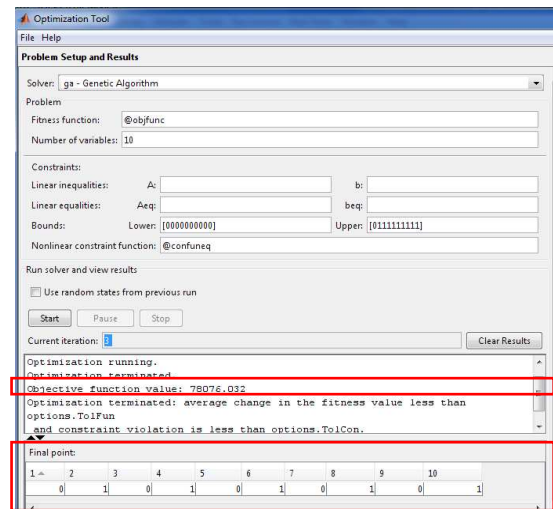 Optimization Tool
File Help
Problem Setup and Results
Solver: ga - Genetic Algorithm
Problem
Fitness function: @objfunc
Number of variables: 10
Constraints:
Linear inequalities: A: b:
Linear equalities: Aeq: beq:
Bounds: Lower: [0000000000] Upper: [0111111111]
Nonlinear constraint function: @confuneq
Run solver and view results
Use random states from previous run
Start Pause Stop
Current iteration: 3 Clear Results
Optimization running.
Optimization terminated.
Objective function value: 78076.032
Optimization terminated: average change in the fitness value less than
options.TolFun
and constraint violation is less than options.TolCon.
Final point:
1 2 3 4 5 6 7 8 9 10
0 1 0 1 0 1 0 1 0 1